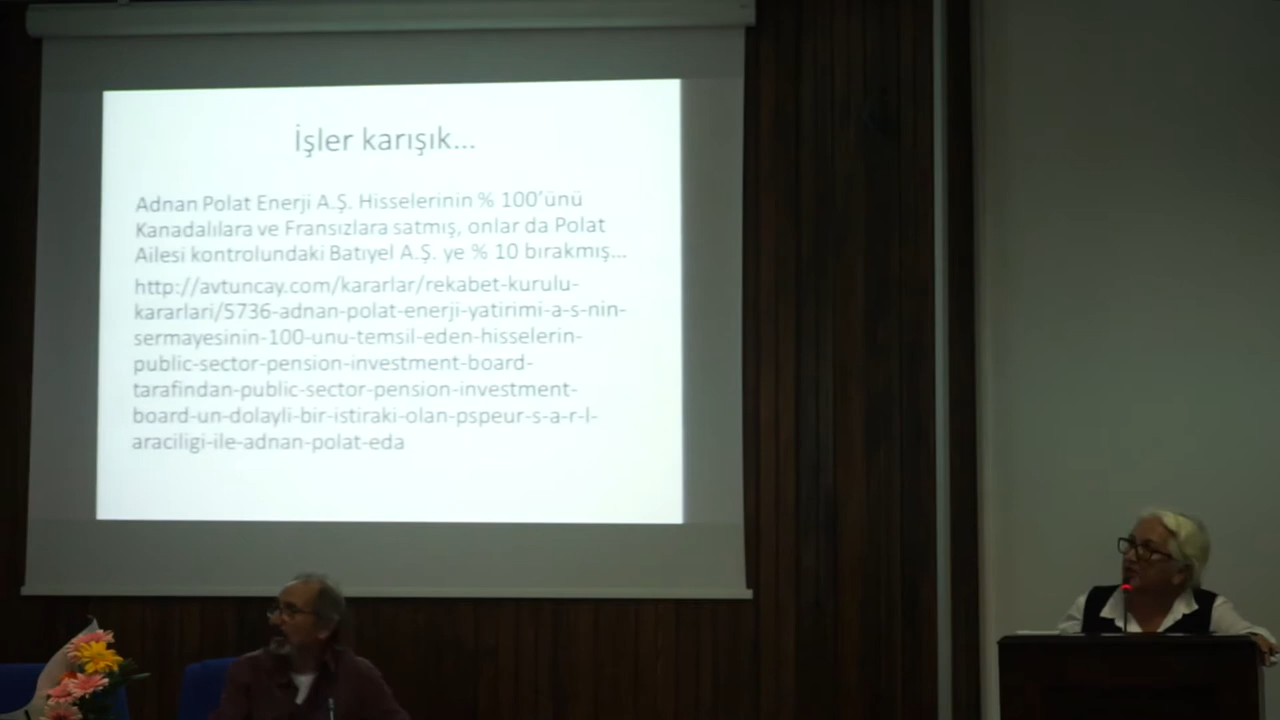 İşler karışık...
Adnan Polat Enerji A.Ş. Hisselerinin % 100'ünü
Kanadalılara ve Fransızlara satmış, onlar da Polat
Ailesi kontrolundaki Batıyel A.Ş. ye % 10 bırakmış...
http://avtuncay.com/kararlar/rekabet-kurulu-
kararlari/5736-adnan-polat-enerji-yatirimi-a-s-nin-
sermayesinin-100-unu-temsil-eden-hisselerin-
public-sector-pension-investment-board-
tarafindan-public-sector-pension-investment-
board-un-dolayli-bir-istiraki-olan-pspeur-s-a-r-l-
araciligi-ile-adnan-polat-eda